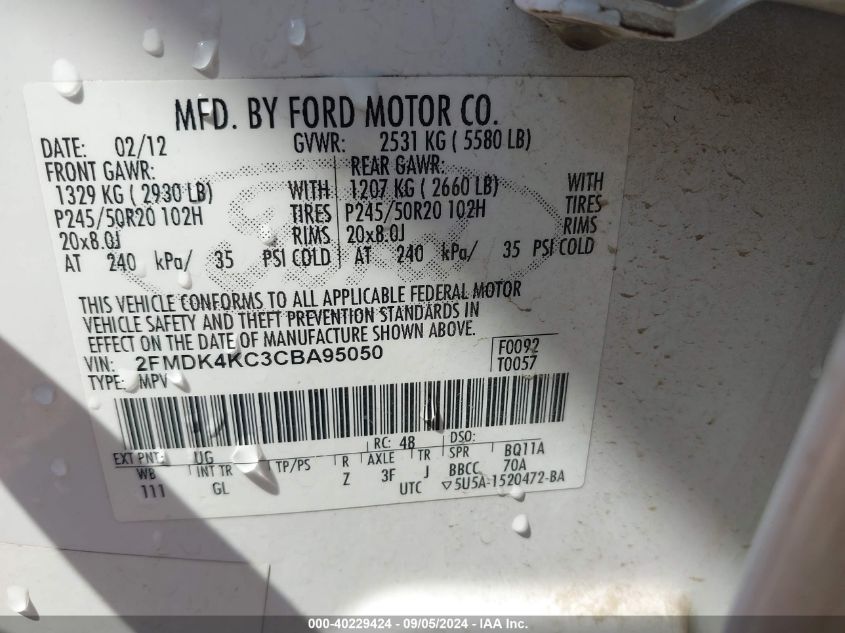 MFD. BY FORD MOTOR CO.
DATE: 02/12 GVWR: 2531 KG ( 5580 LB)
FRONT GAWR: REAR GAWR:
1329 KG ( 2930 LB) WITH 1207 KG ( 2660 LB) WITH
P245/50R20 102H TIRES P245/50R20 102H TIRES
20x8.0J RIMS 20x8.0J RIMS
AT 240 kPa/ 35 PSI COLD AT 240 kPa/ 35 PSI COLD
THIS VEHICLE CONFORMS TO ALL APPLICABLE FEDERAL MOTOR
VEHICLE SAFETY AND THEFT PREVENTION STANDARDS IN
EFFECT ON THE DATE OF MANUFACTURE SHOWN ABOVE.
VIN: 2FMDK4KC3CBA95050 F0092
TYPE: MPV T0057
EXT PNT: UG RC: 48 DSO:
WB INT TR TP/PS R AXLE TR SPR BQ11A
111 GL Z 3F J BBCC 70A
UTC ▽5U5A-1520472-BA
000-40229424 - 09/05/2024 - IAA Inc.